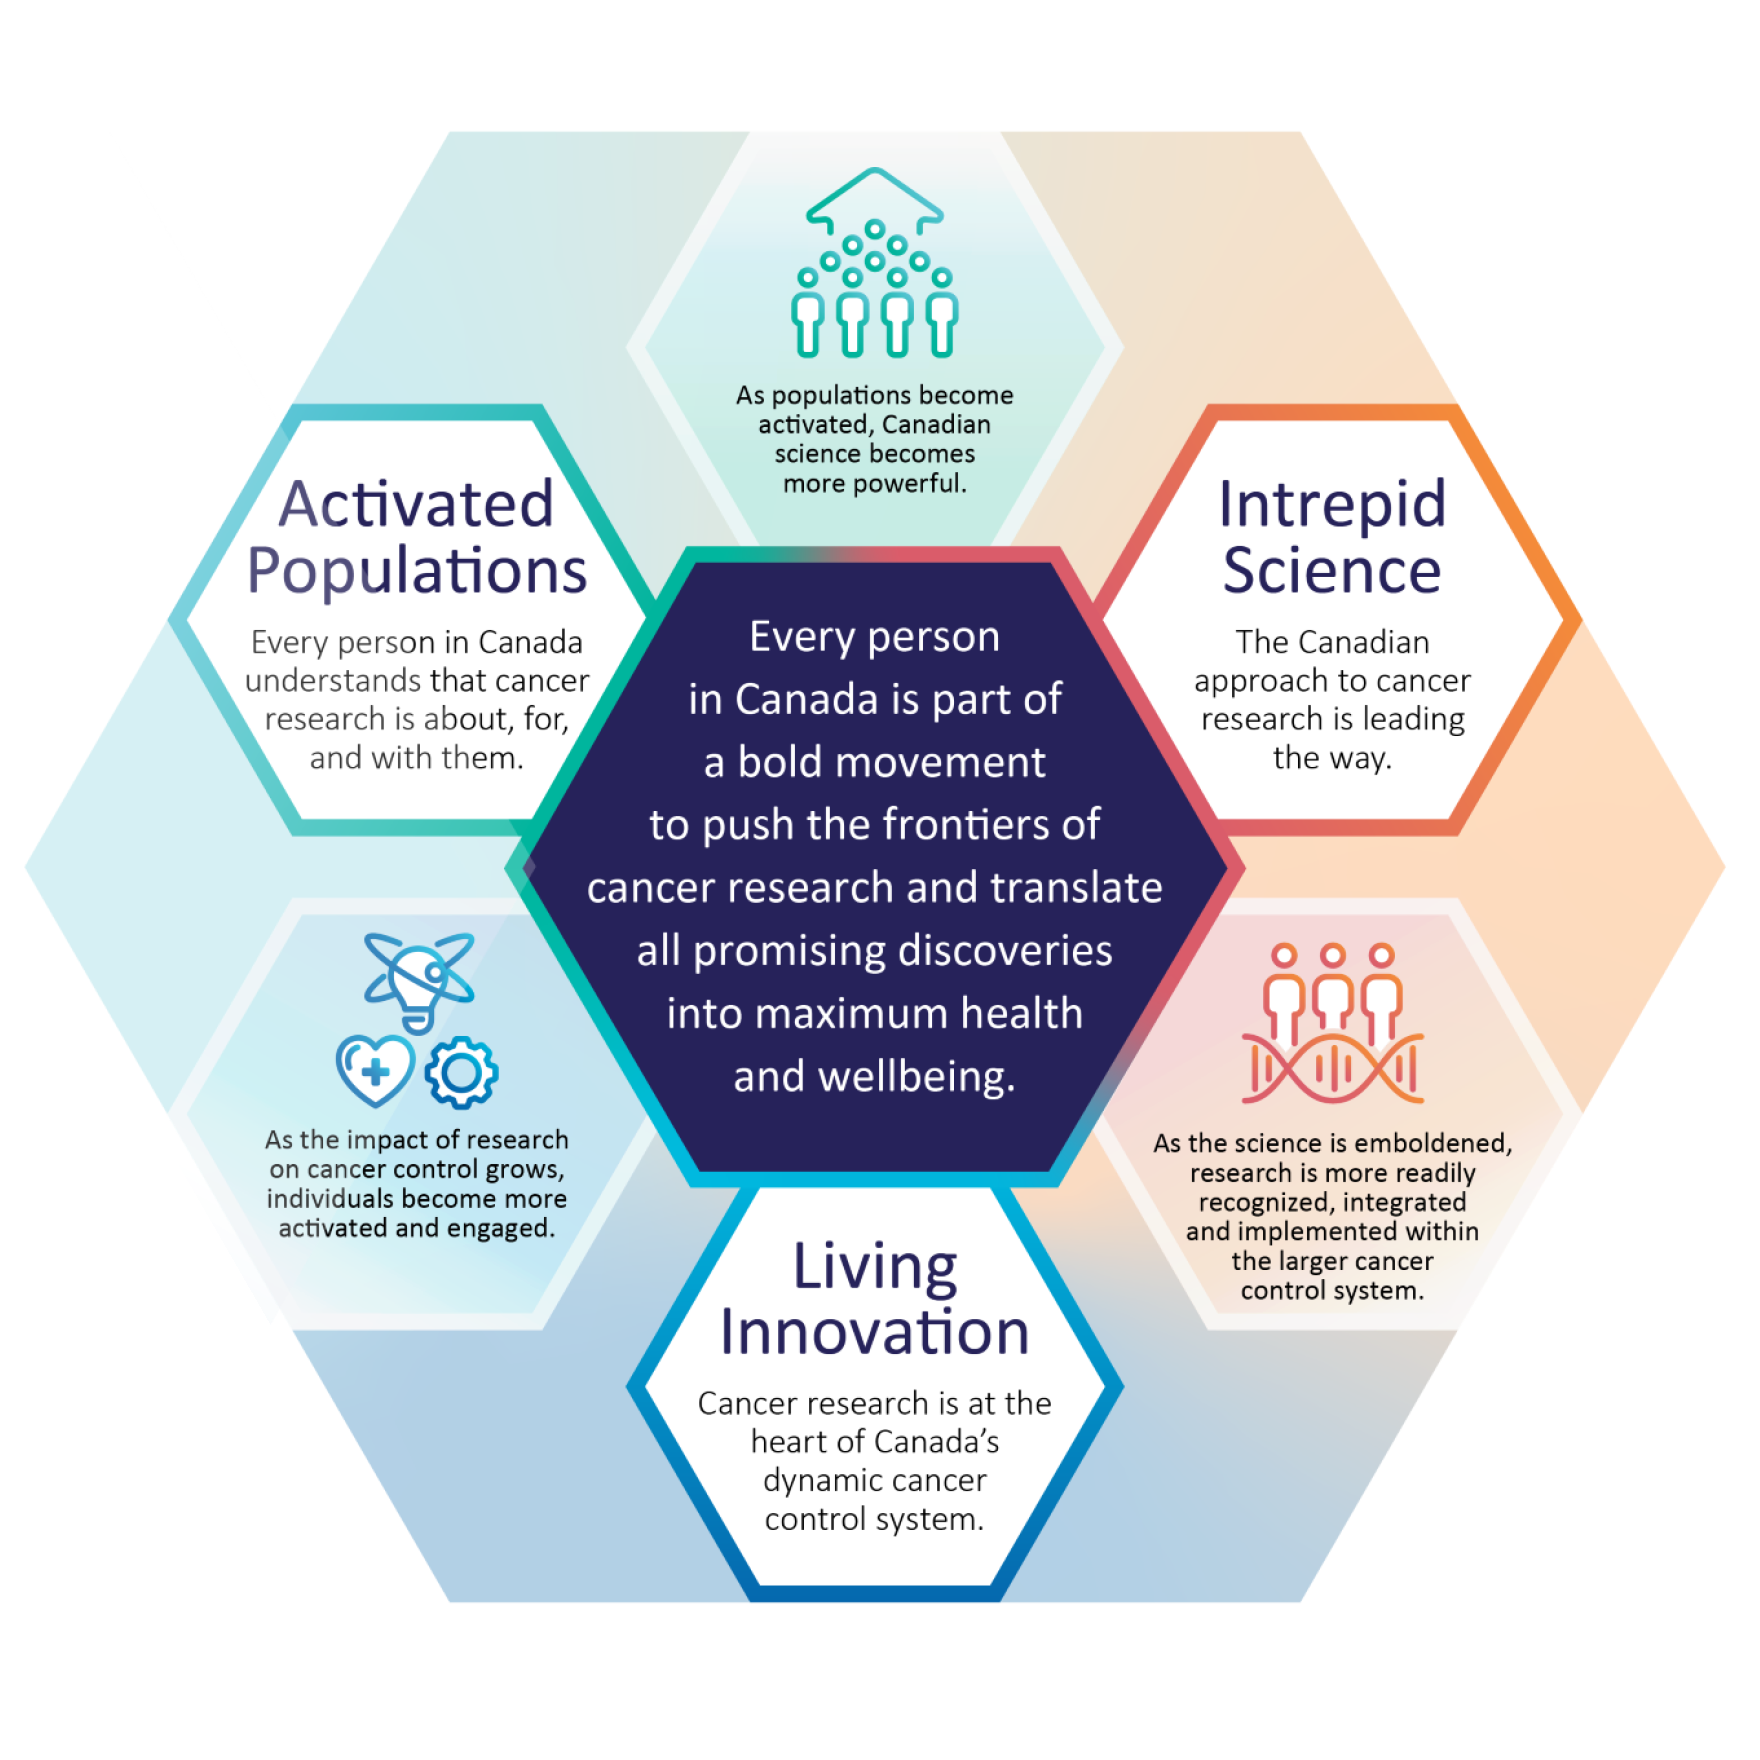 As populations become
activated, Canadian
science becomes
more powerful.
Activated
Populations
Every person in Canada
understands that cancer
research is about, for,
and with them.
Intrepid
Science
The Canadian
approach to cancer
research is leading
the way.
Every person
in Canada is part of
a bold movement
to push the frontiers of
cancer research and translate
all promising discoveries
into maximum health
and wellbeing.
As the impact of research
on cancer control grows,
individuals become more
activated and engaged.
As the science is emboldened,
research is more readily
recognized, integrated
and implemented within
the larger cancer
control system.
Living
Innovation
Cancer research is at the
heart of Canada’s
dynamic cancer
control system.